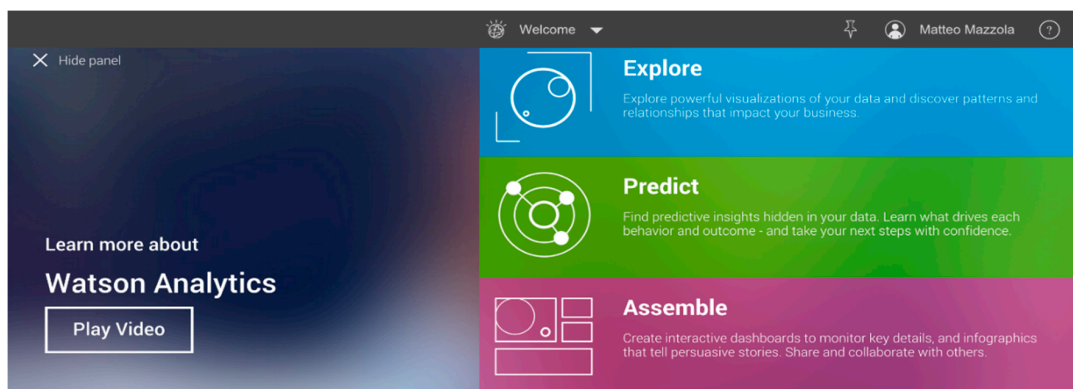 Welcome
Matteo Mazzola
?
Hide panel
Learn more about
Watson Analytics
Play Video
Explore
Explore powerful visualizations of your data and discover patterns and
relationships that impact your business.
Predict
Find predictive insights hidden in your data. Learn what drives each
behavior and outcome - and take your next steps with confidence.
Assemble
Create interactive dashboards to monitor key details, and infographics
that tell persuasive stories. Share and collaborate with others.